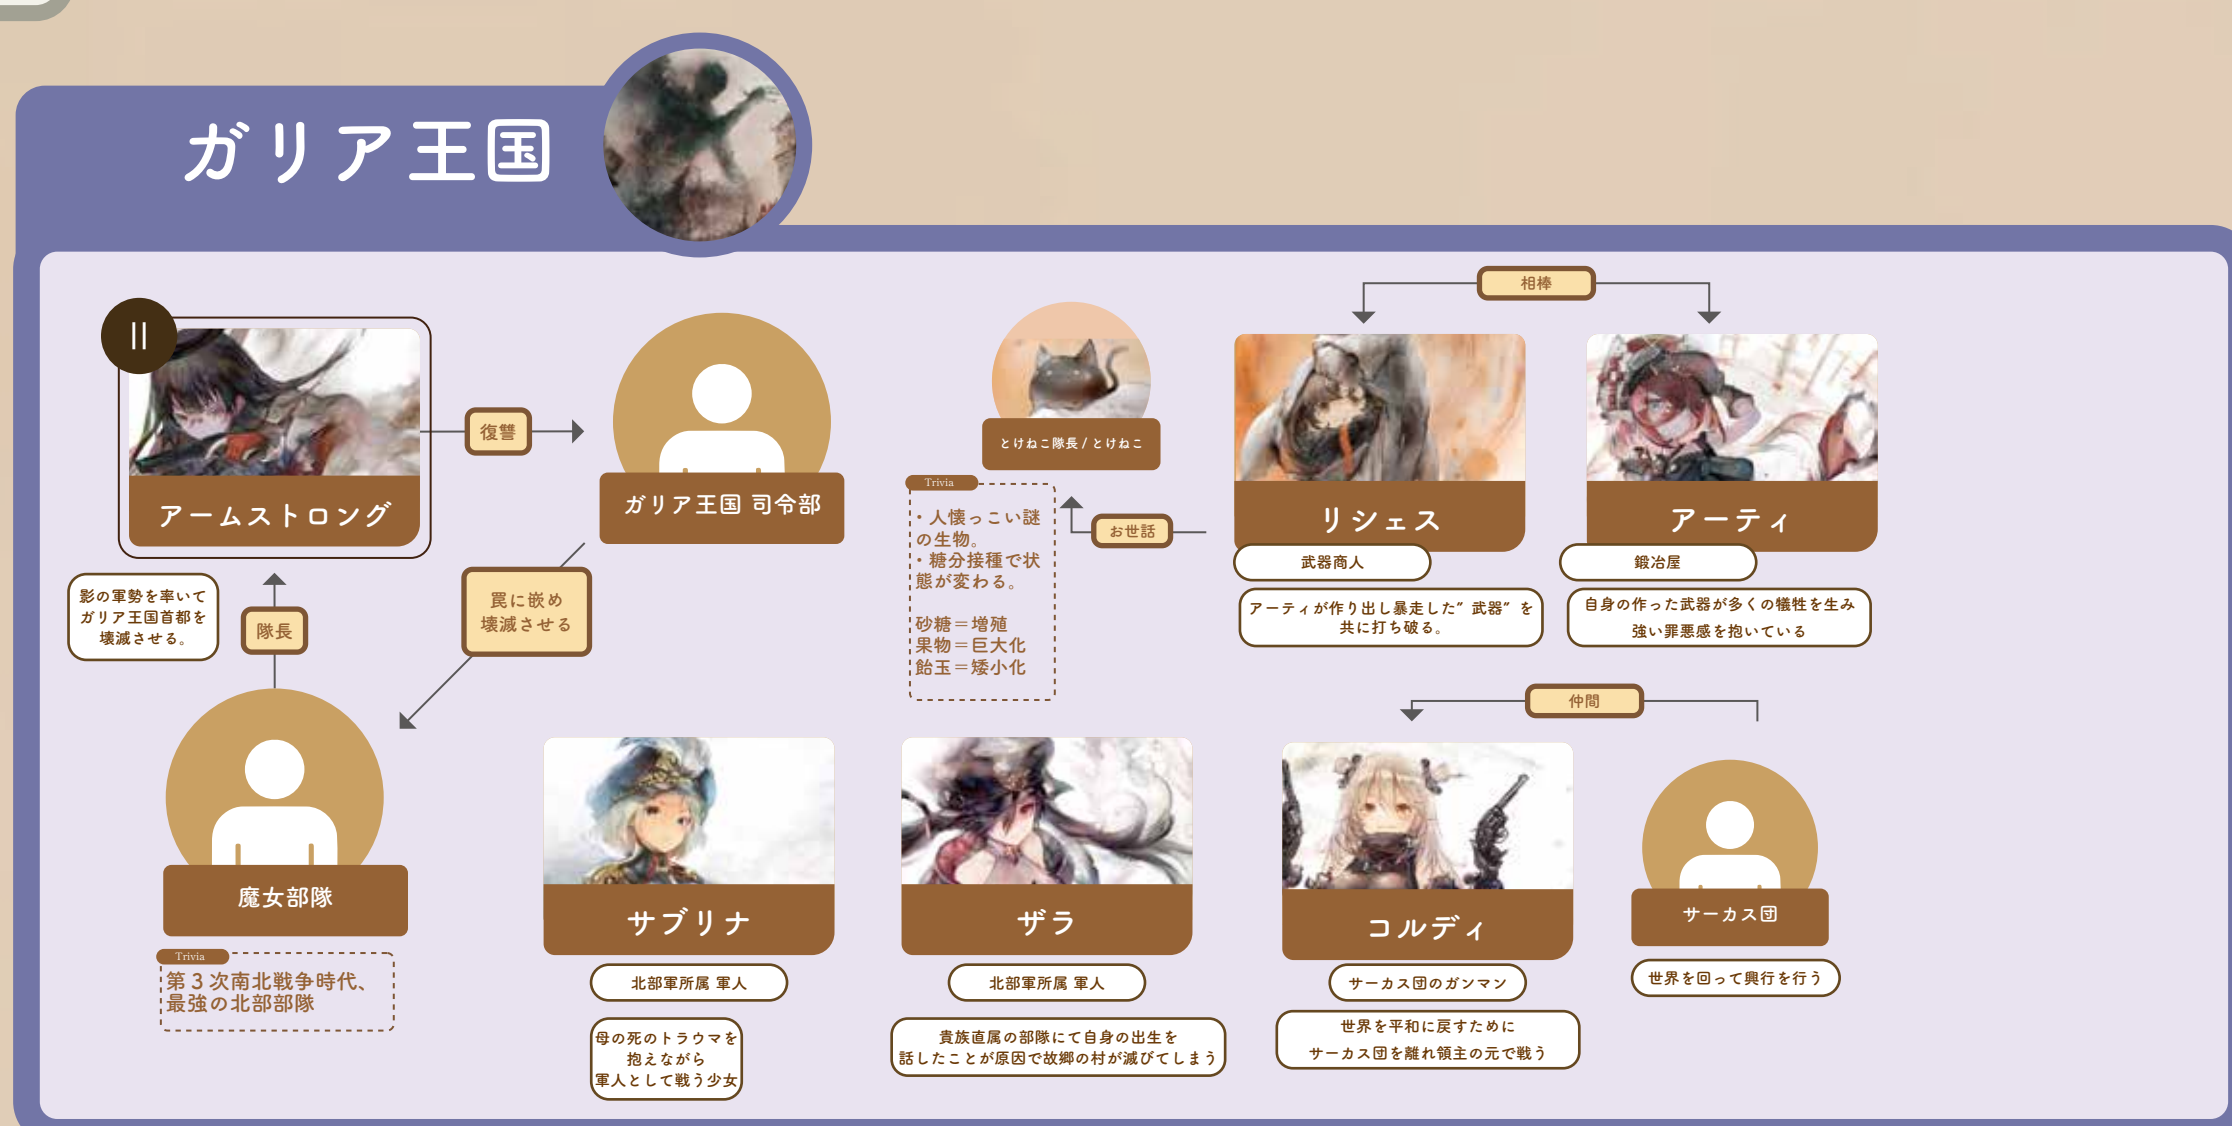 ガリア王国
II
アームストロング
復讐
ガリア王国 司令部
影の軍勢を率いて
ガリア王国首都を
壊滅させる。
隊長
罠に嵌め
壊滅させる
魔女部隊
Trivia
第3次南北戦争時代、
最強の北部部隊
とけねこ隊長 / とけねこ
Trivia
・人懐っこい謎
の生物。
・糖分接種で状
態が変わる。
砂糖＝増殖
果物＝巨大化
飴玉＝矮小化
お世話
相棒
リシェス
武器商人
アーティが作り出し暴走した”武器”を
共に打ち破る。
アーティ
鍛冶屋
自身の作った武器が多くの犠牲を生み
強い罪悪感を抱いている
サブリナ
北部軍所属 軍人
母の死のトラウマを
抱えながら
軍人として戦う少女
ザラ
北部軍所属 軍人
貴族直属の部隊にて自身の出生を
話したことが原因で故郷の村が滅びてしまう
仲間
コルディ
サーカス団のガンマン
世界を平和に戻すために
サーカス団を離れ領主の元で戦う
サーカス団
世界を回って興行を行う